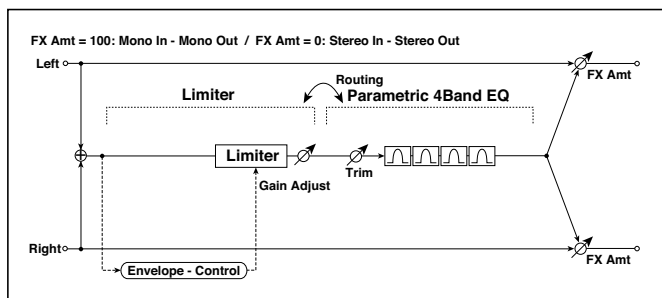 FX Amt = 100: Mono In - Mono Out / FX Amt = 0: Stereo In - Stereo Out
Left
FX Amt
Routing
Limiter
Parametric 4Band EQ
Limiter
Gain Adjust
Trim
Right
FX Amt
Envelope - Control